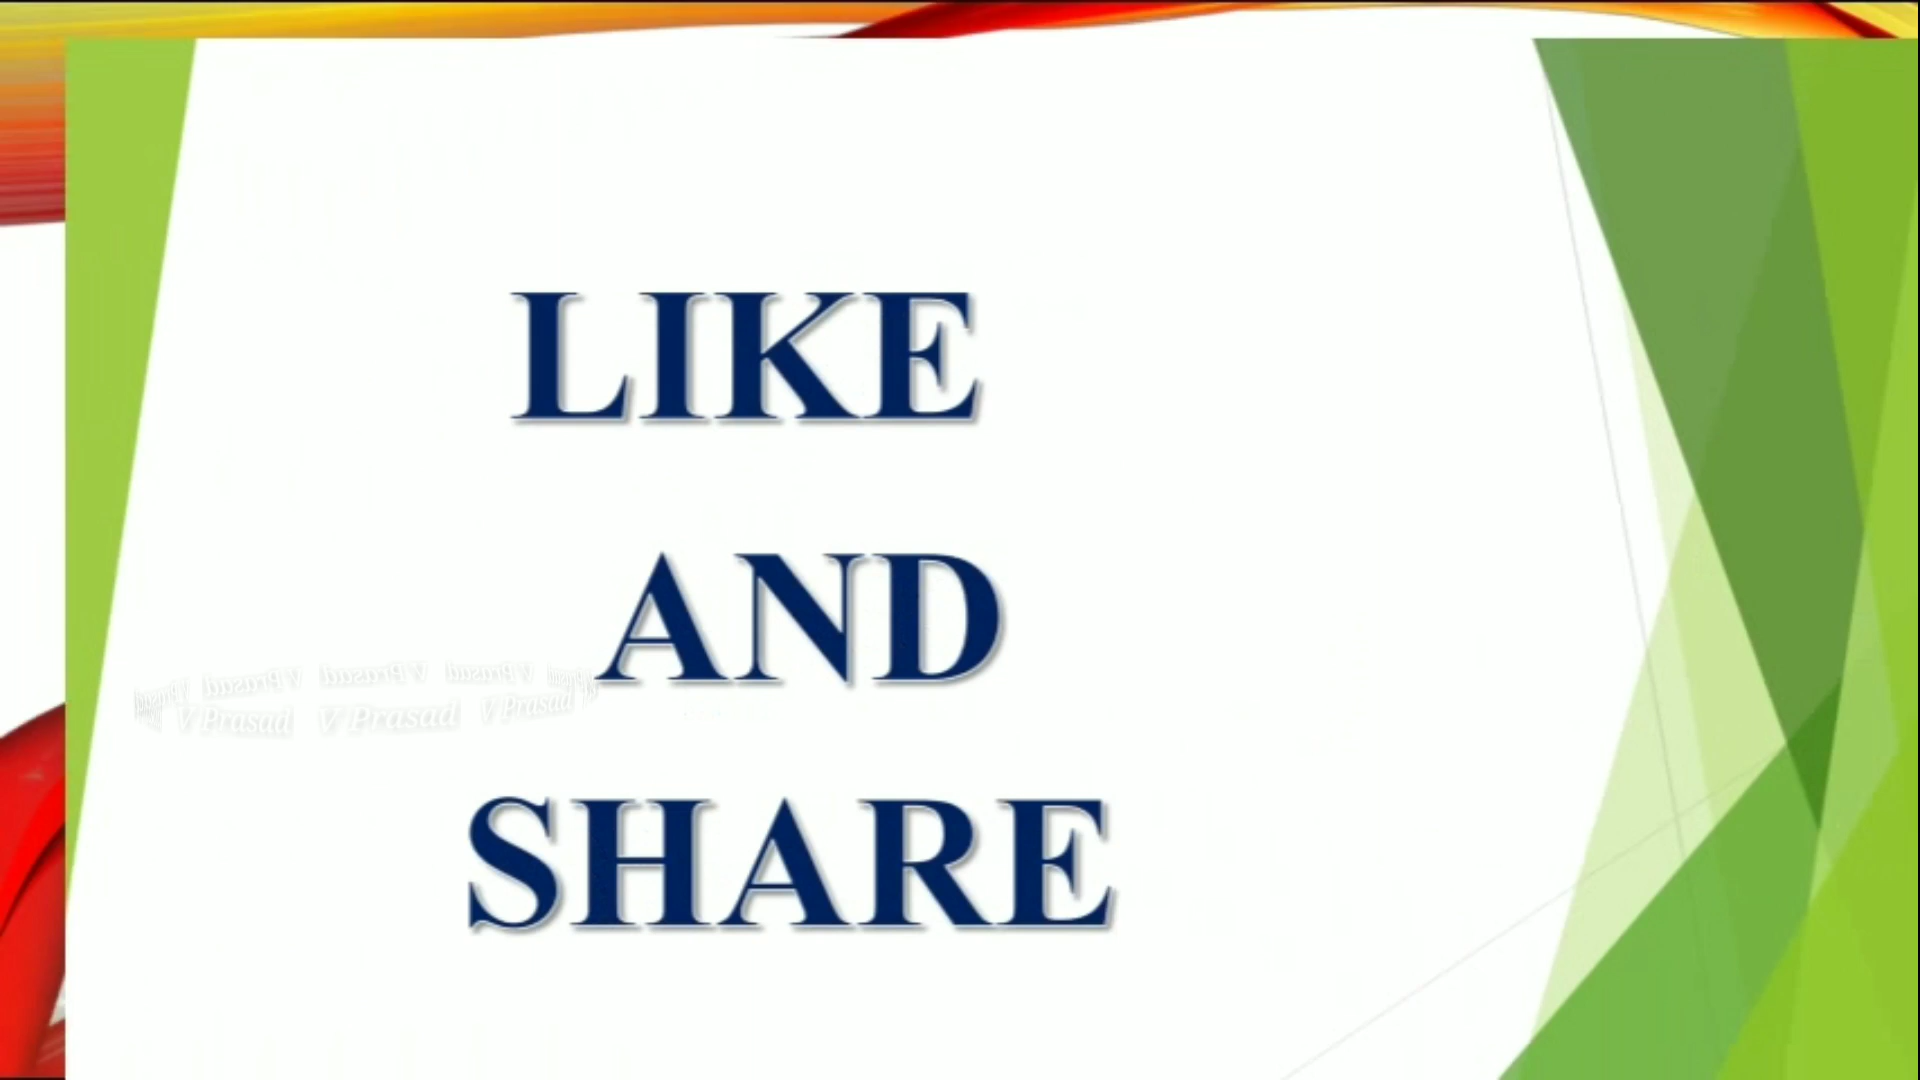 LIKE
AND
V Prasad V Prasad V Prasad
SHARE